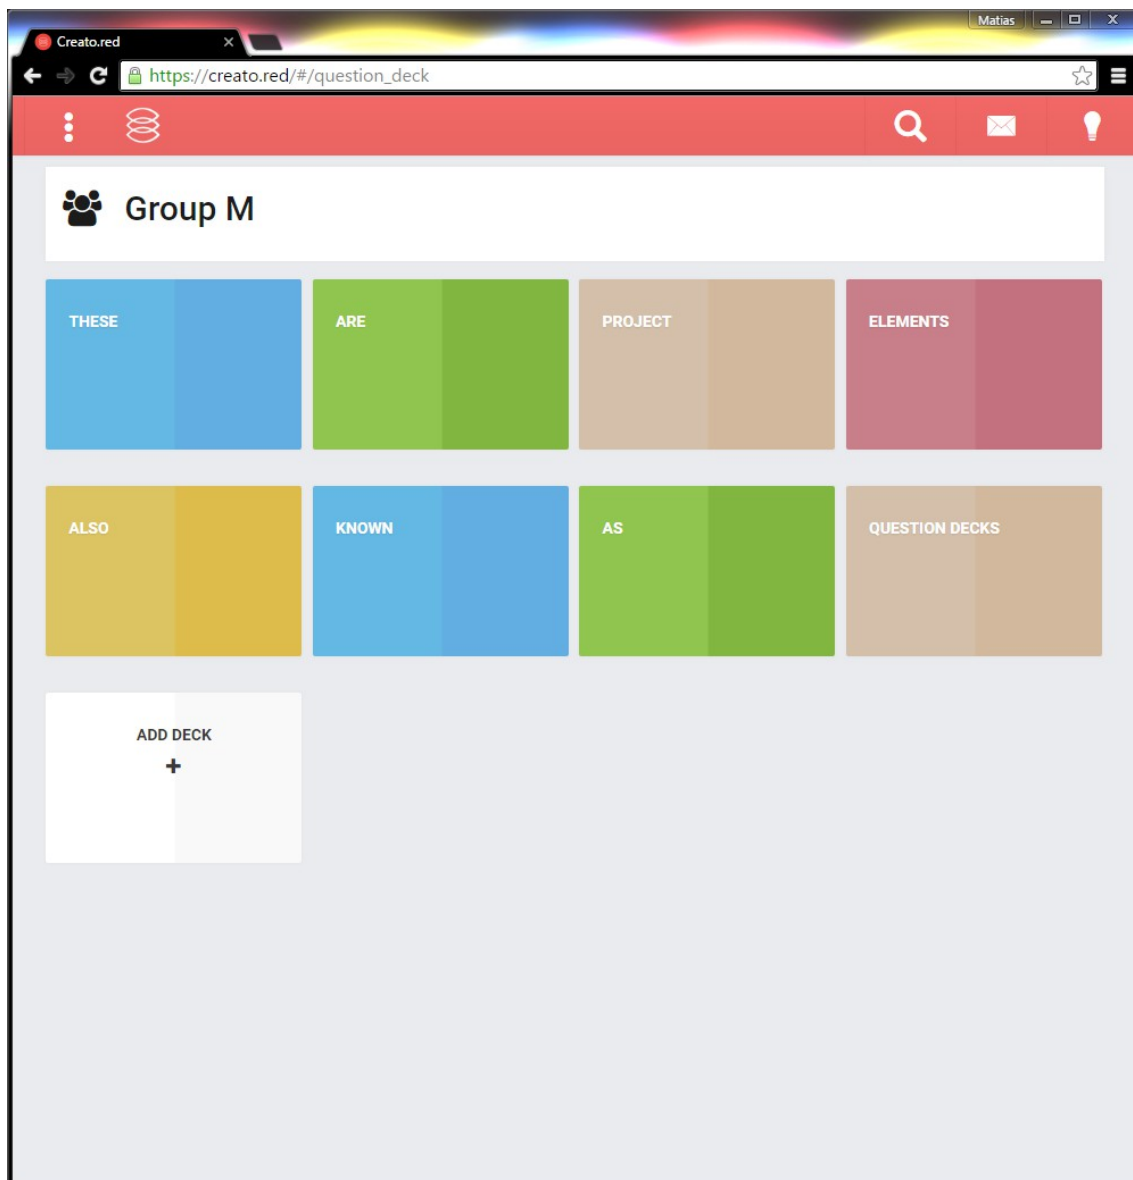 Matias
Creato.red
https://creato.red/#/question_deck
Group M
THESE ARE PROJECT ELEMENTS
ALSO KNOWN AS QUESTION DECKS
ADD DECK
+